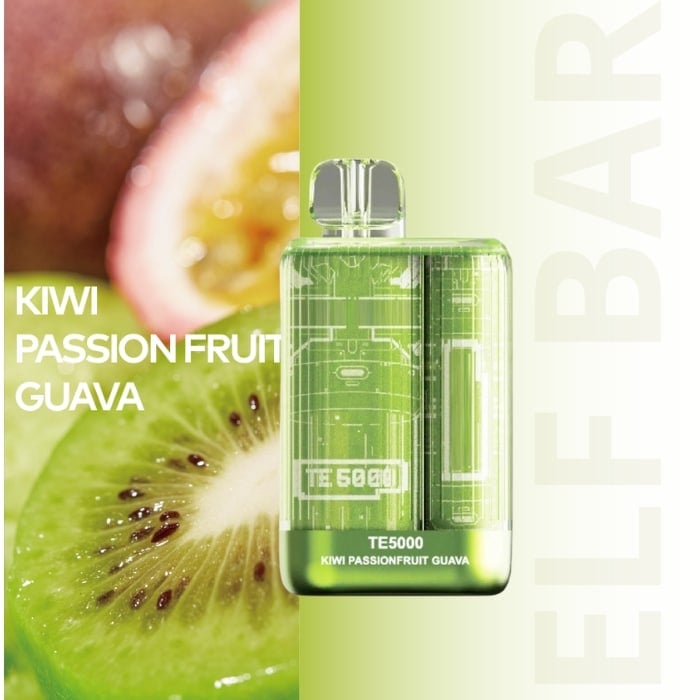 KIWI
PASSION FRUIT
GUAVA
TE 5000
TE5000
KIWI PASSIONFRUIT GUAVA
ELF BAR